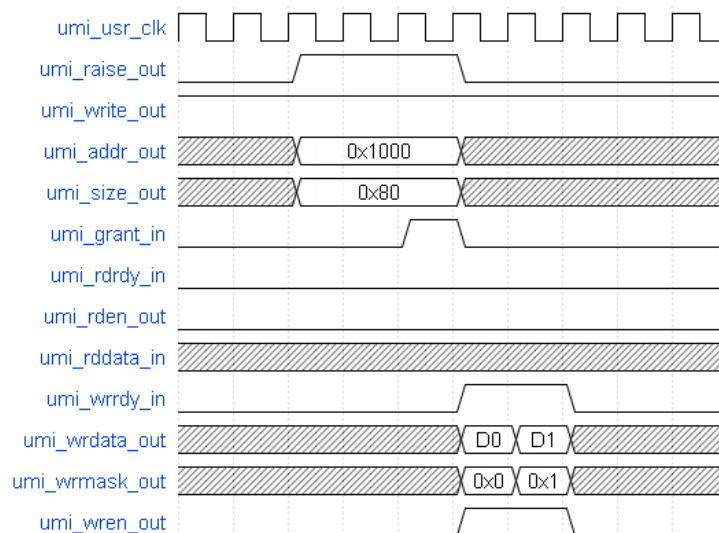 umi_usr_clk
umi_raise_out
umi_write_out
umi_addr_out 0x1000
umi_size_out 0x80
umi_grant_in
umi_rdrdy_in
umi_rden_out
umi_rddata_in
umi_wrrdy_in
umi_wrdata_out D0 D1
umi_wrmask_out 0x0 0x1
umi_wren_out